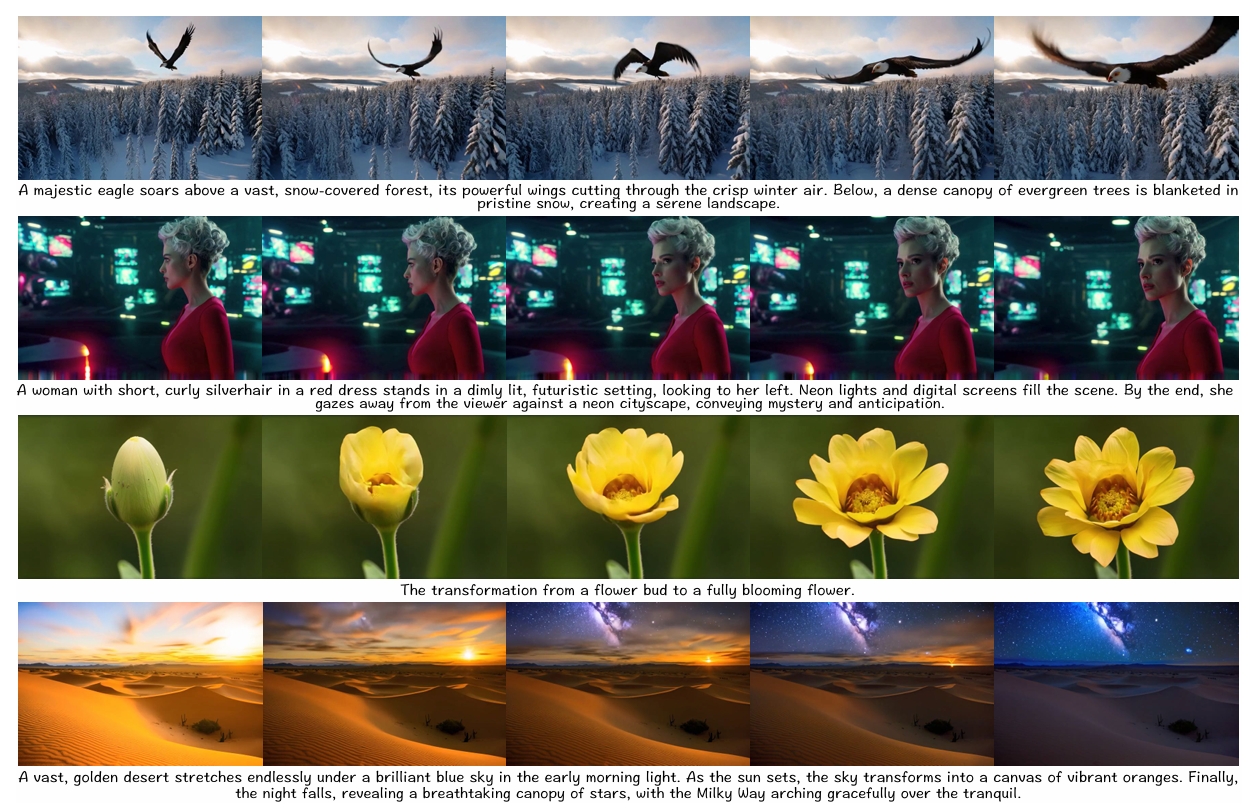 A majestic eagle soars above a vast, snow-covered forest, its powerful wings cutting through the crisp winter air. Below, a dense canopy of evergreen trees is blanketed in
pristine snow, creating a serene landscape.
A woman with short, curly silverhair in a red dress stands in a dimly lit, futuristic setting, looking to her left. Neon lights and digital screens fill the scene. By the end, she
gazes away from the viewer against a neon cityscape, conveying mystery and anticipation.
The transformation from a flower bud to a fully blooming flower.
A vast, golden desert stretches endlessly under a brilliant blue sky in the early morning light. As the sun sets, the sky transforms into a canvas of vibrant oranges. Finally,
the night falls, revealing a breathtaking canopy of stars, with the Milky Way arching gracefully over the tranquil.